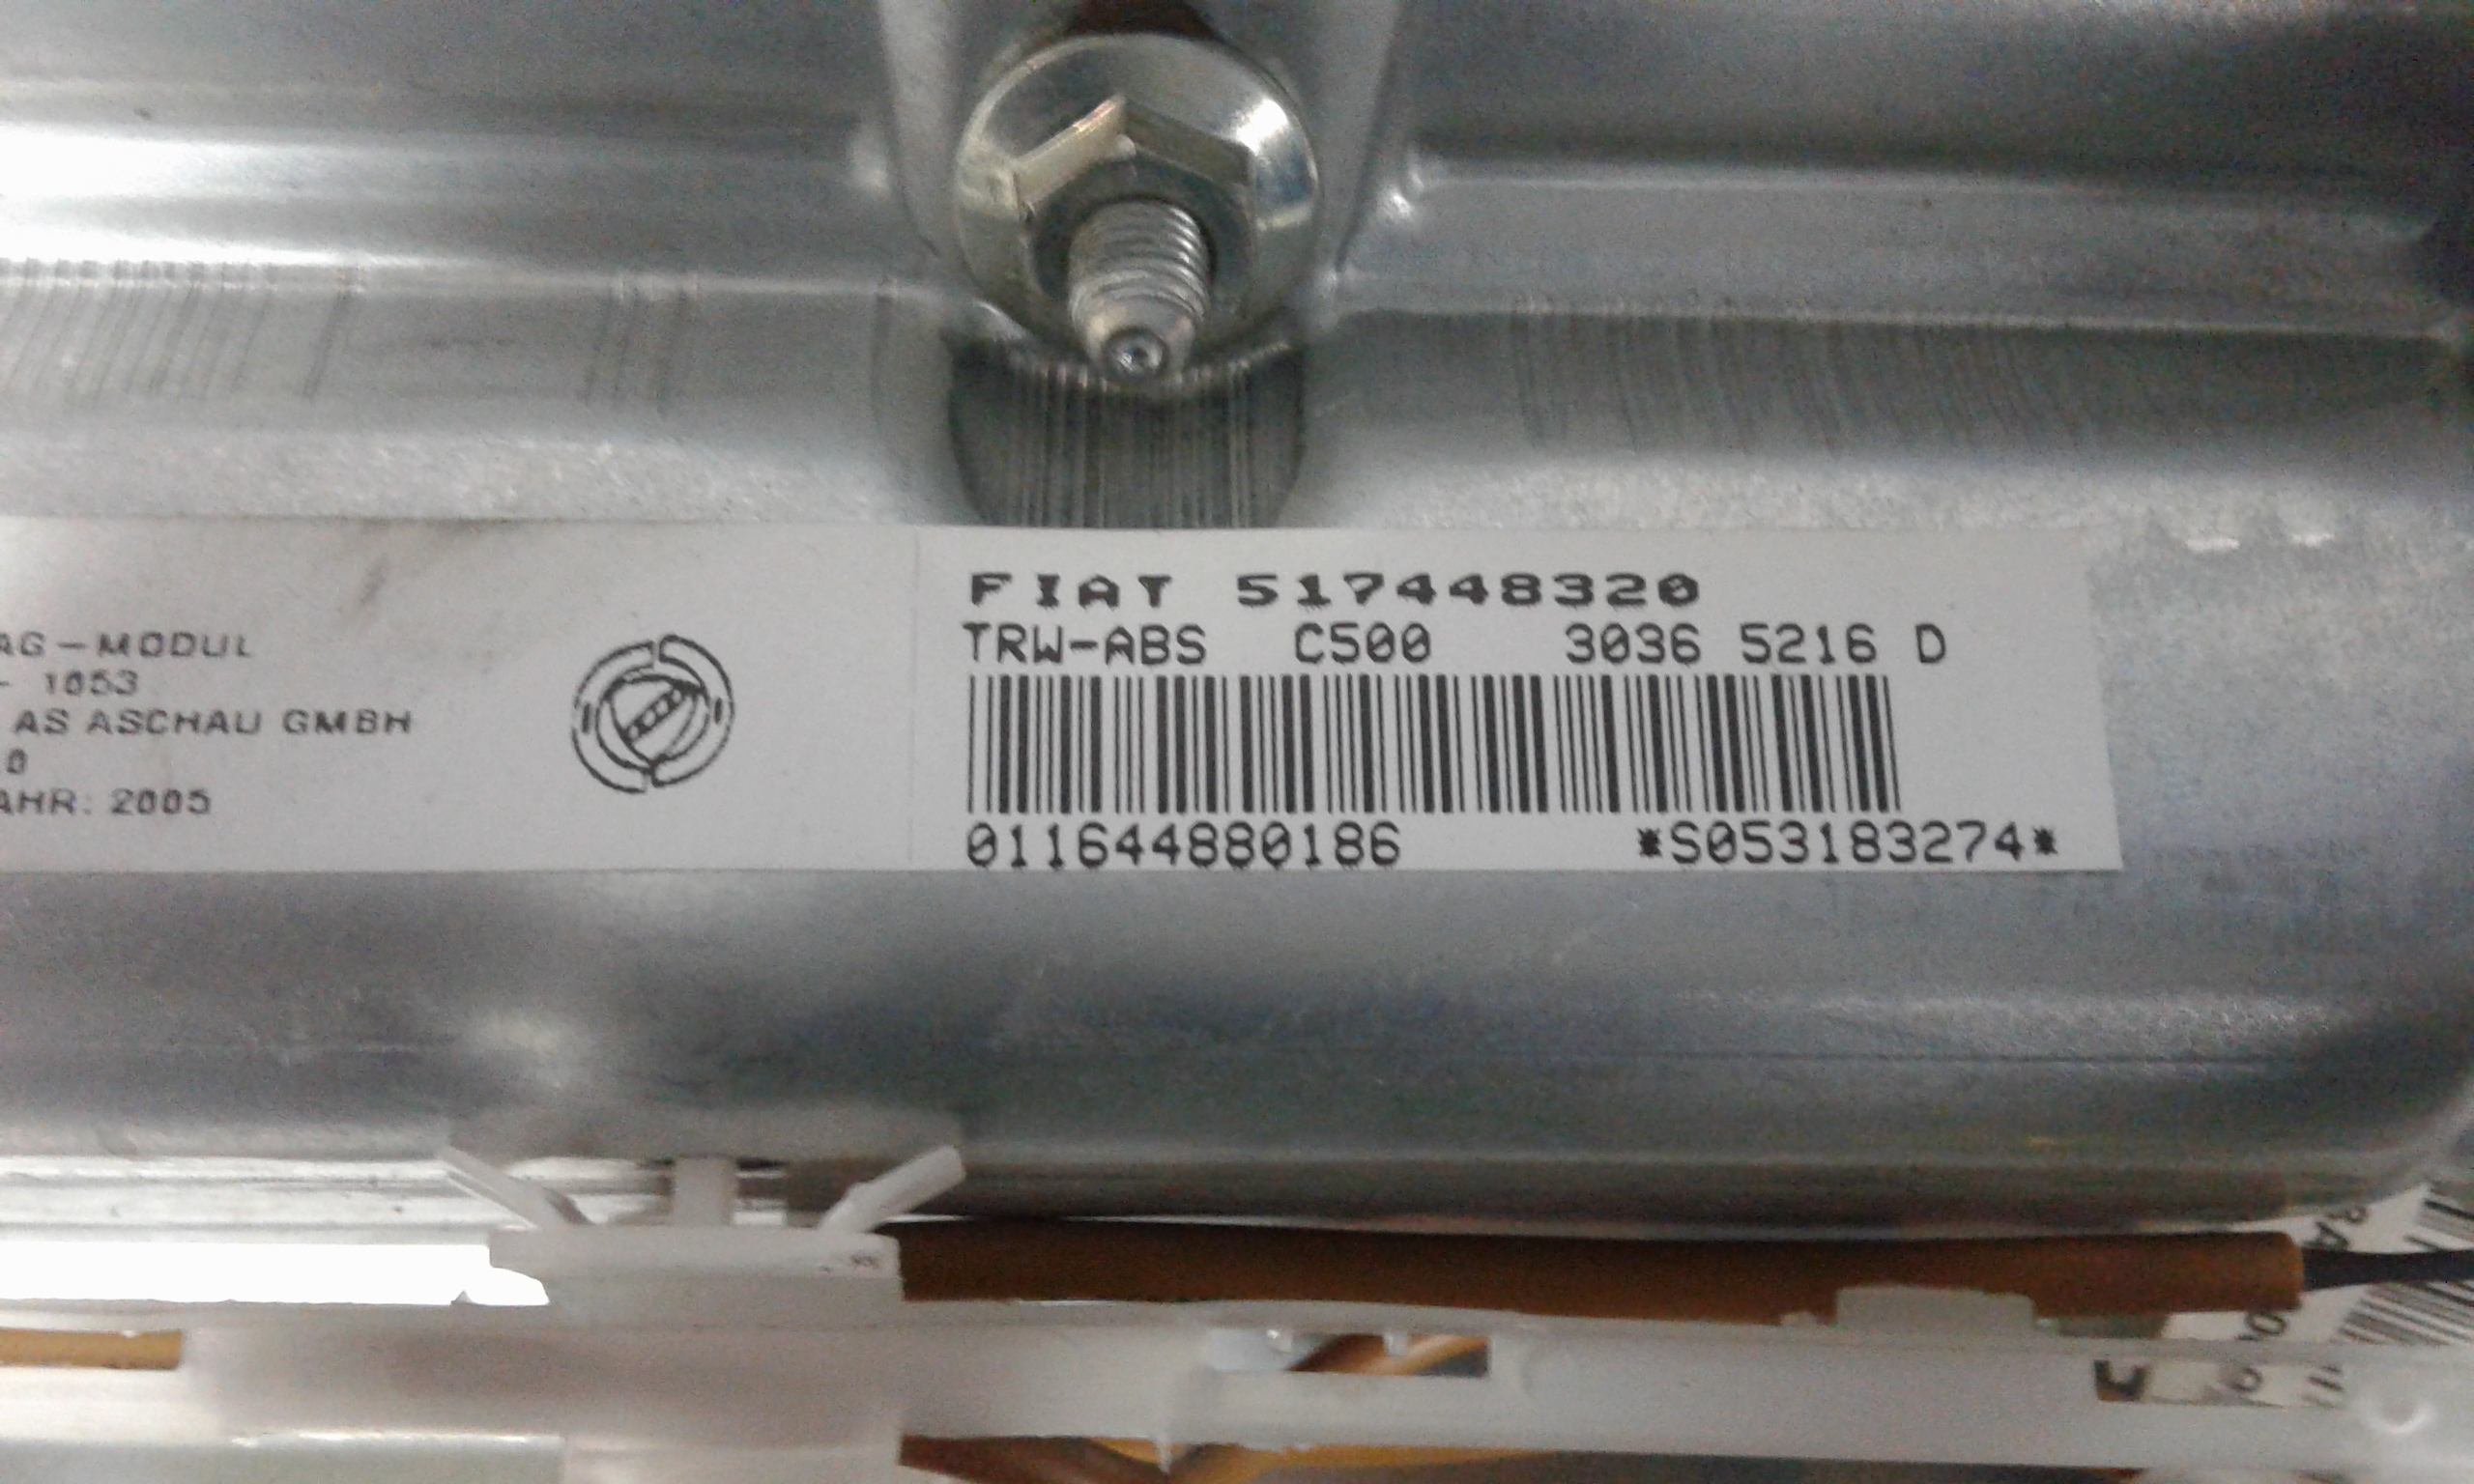 FIAT 517448320
TRW-ABS C500 3036 5216 D
011644880186 *S053183274*
AG-MODUL
- 1053
AS ASCHAU GMBH
0
AHR: 2005